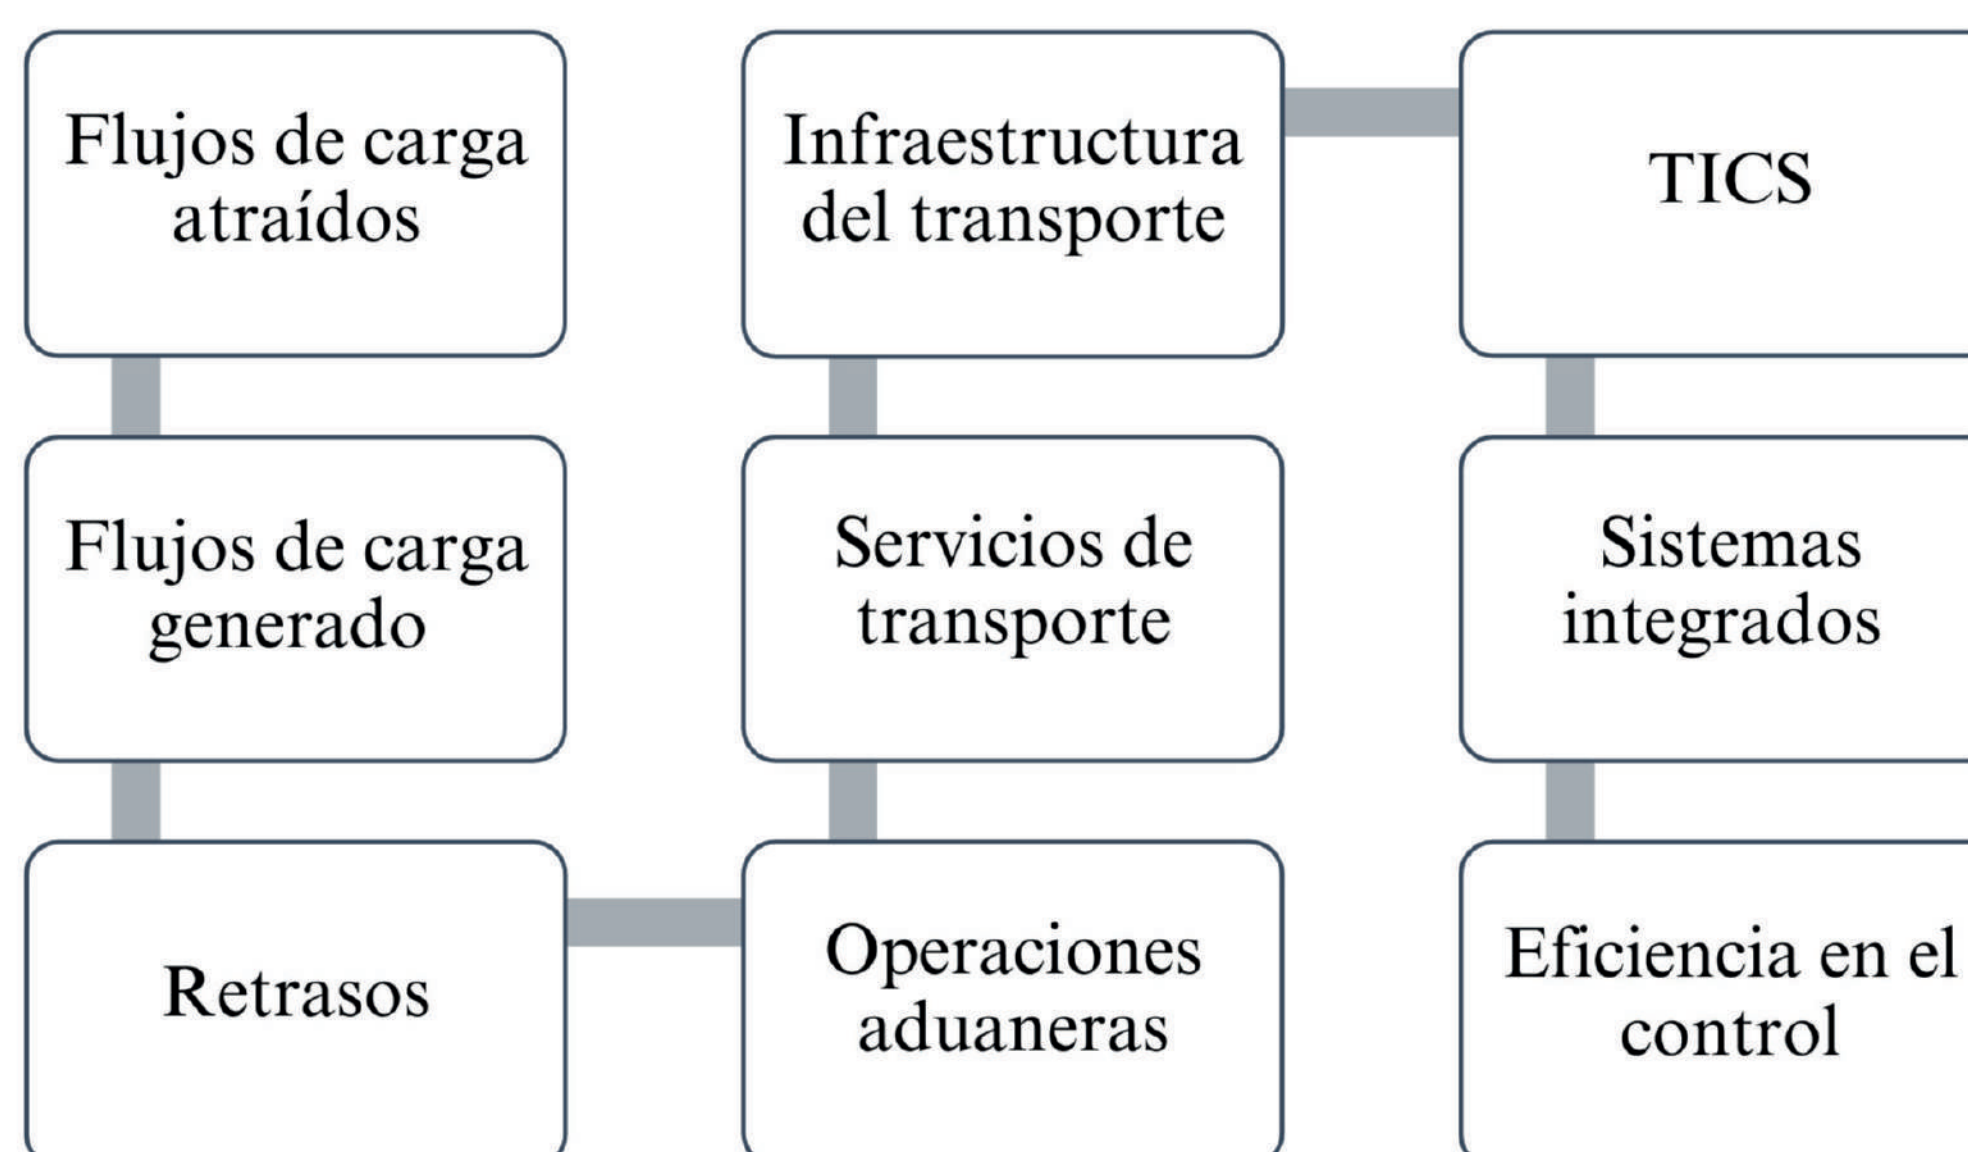 Flujos de carga
atraídos
Flujos de carga
generado
Retrasos
Operaciones
aduaneras
Servicios de
transporte
Infraestructura
del transporte
TICS
Sistemas
integrados
Eficiencia en el
control